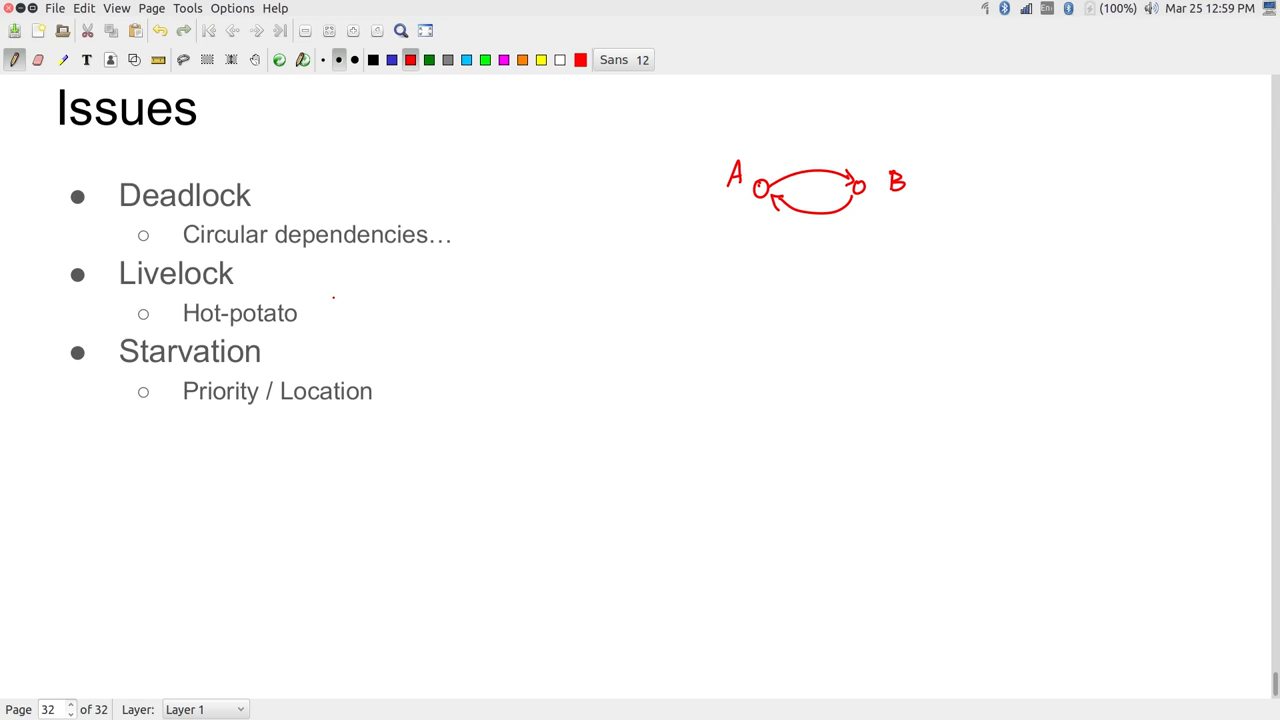 File Edit View Page Tools Options Help
En (100%) Mar 25 12:59 PM
T Sans 12
Issues
A B
● Deadlock
○ Circular dependencies…
● Livelock
○ Hot-potato
● Starvation
○ Priority / Location
Page 32 of 32 Layer: Layer 1